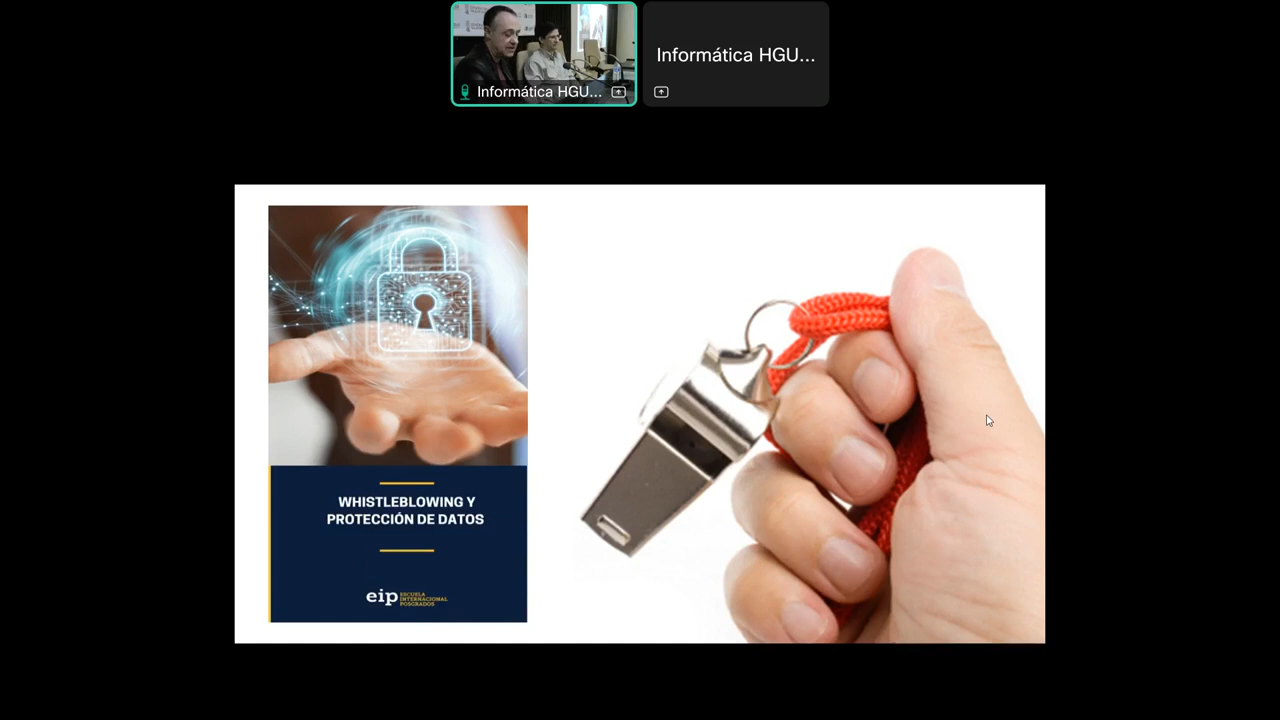 Informática HGU...
Informática HGU...
WHISTLEBLOWING Y
PROTECCIÓN DE DATOS
eip
ESCUELA
INTERNACIONAL
POSGRADOS